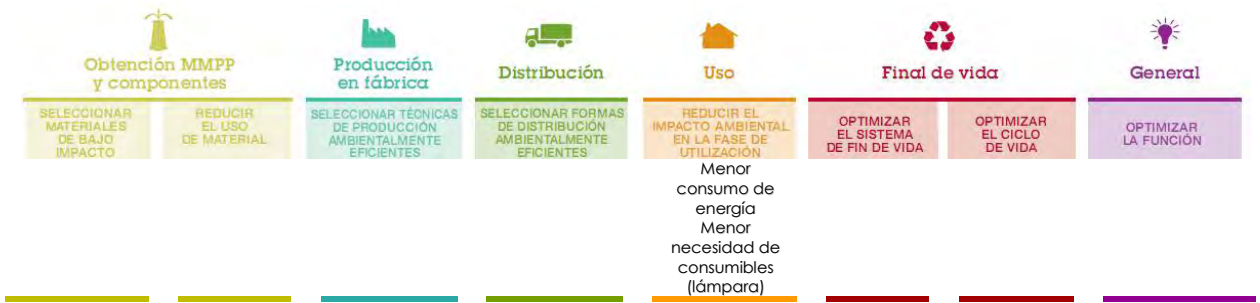 Obtención MMPP
y componentes
Producción
en fábrica
Distribución
Uso
Final de vida
General
SELECCIONAR
MATERIALES
DE BAJO
IMPACTO
REDUCIR
EL USO
DE MATERIAL
SELECCIONAR TÉCNICAS
DE PRODUCCIÓN
AMBIENTALMENTE
EFICIENTES
SELECCIONAR FORMAS
DE DISTRIBUCIÓN
AMBIENTALMENTE
EFICIENTES
REDUCIR EL
IMPACTO AMBIENTAL
EN LA FASE DE
UTILIZACIÓN
OPTIMIZAR
EL SISTEMA
DE FIN DE VIDA
OPTIMIZAR
EL CICLO
DE VIDA
OPTIMIZAR
LA FUNCIÓN
Menor
consumo de
energía
Menor
necesidad de
consumibles
(lámpara)